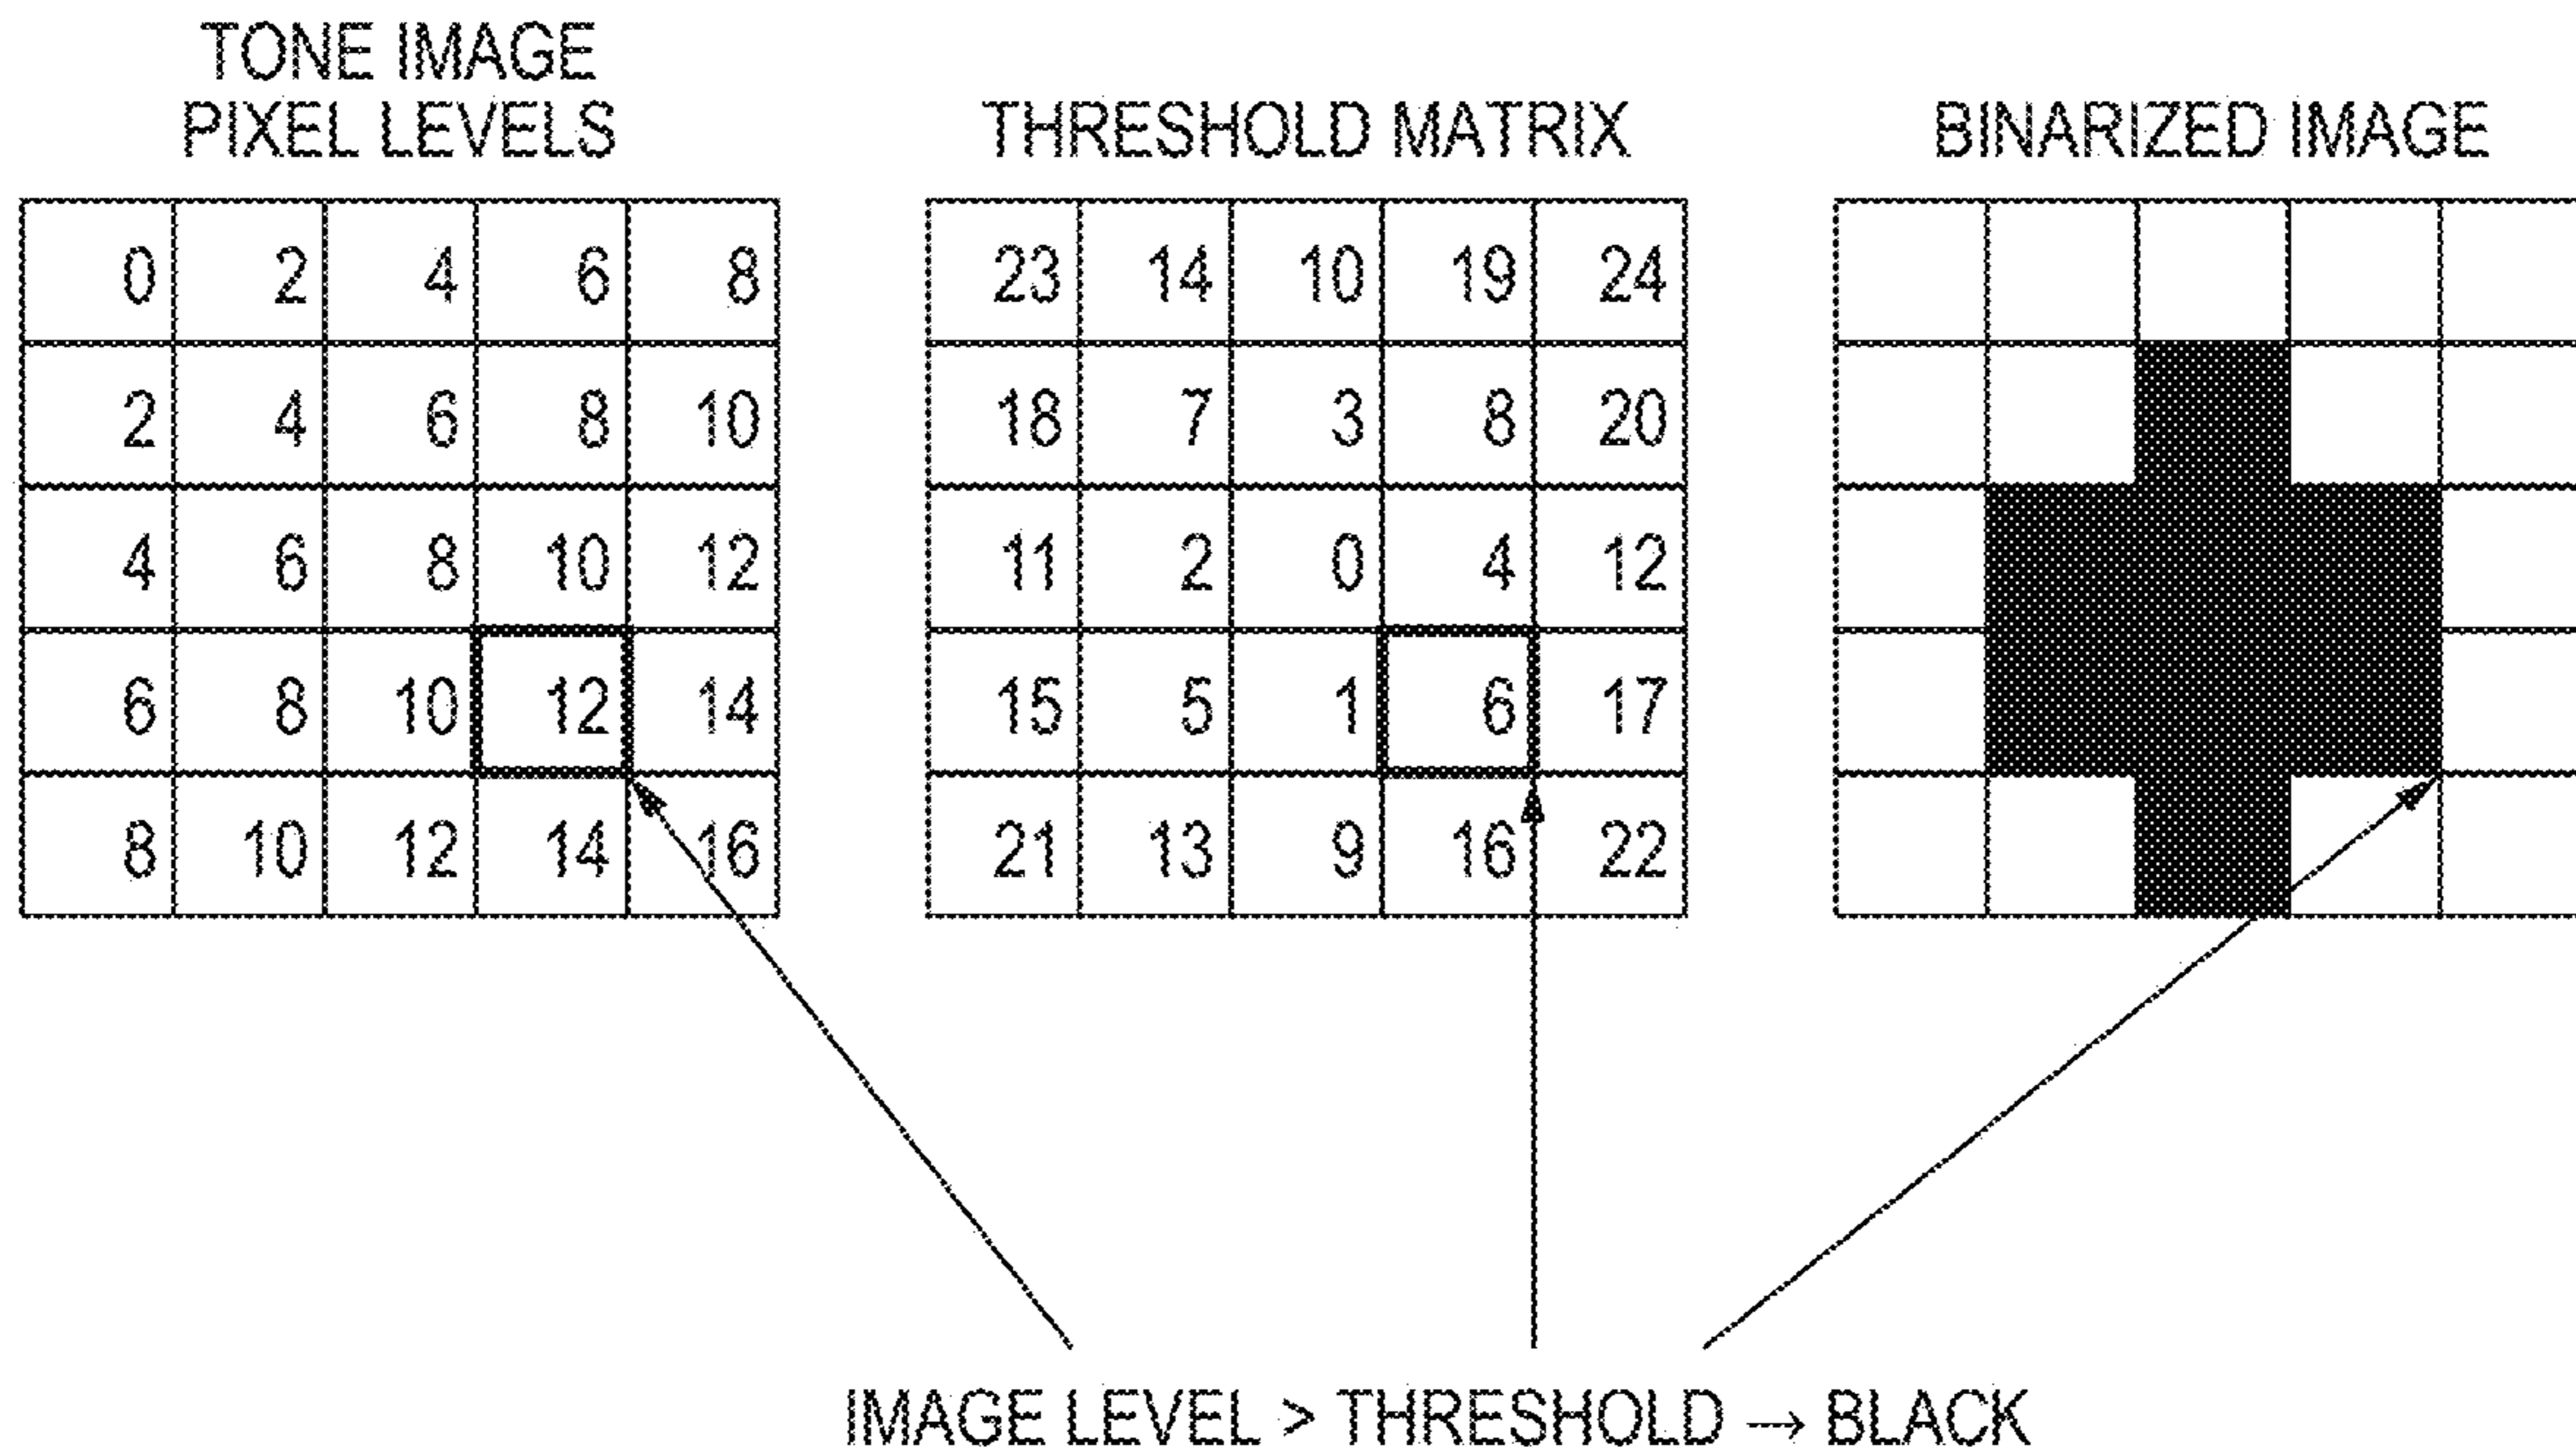 TONE IMAGE
PIXEL LEVELS
0 2 4 6 8
2 4 6 8 10
4 6 8 10 12
6 8 10 12 14
8 10 12 14 16
THRESHOLD MATRIX
23 14 10 19 24
18 7 3 8 20
11 2 0 4 12
15 5 1 6 17
21 13 9 16 22
BINARIZED IMAGE
IMAGE LEVEL > THRESHOLD → BLACK